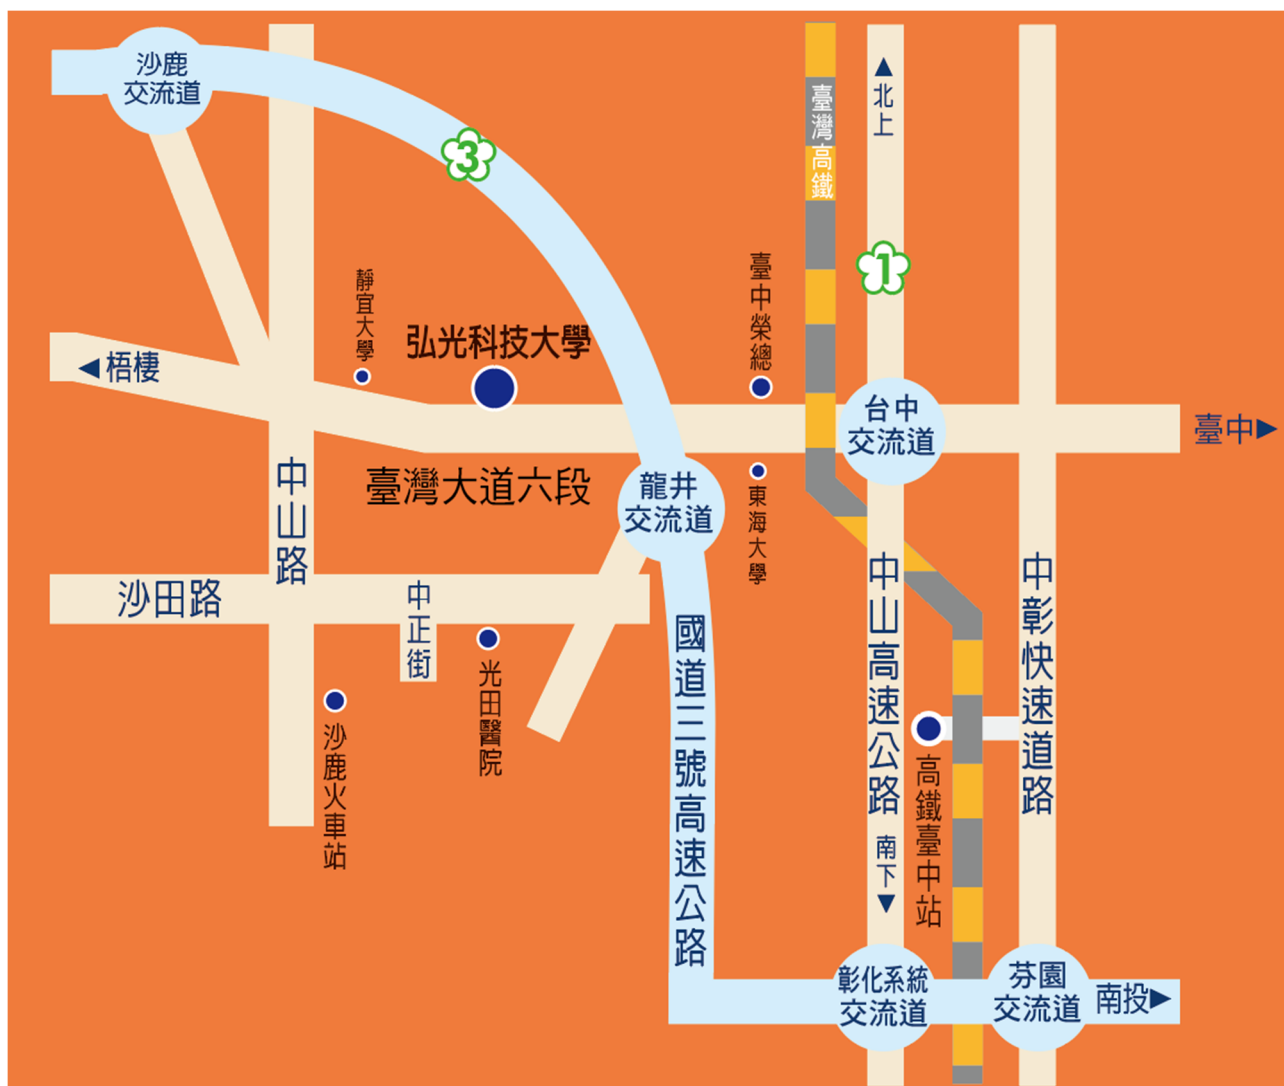 沙鹿
交流道
3
臺灣高鐵
北上
1
靜宜大學
弘光科技大學
臺中榮總
梧棲
台中
交流道
臺中
中山路
臺灣大道六段
龍井
交流道
東海大學
沙田路
中正街
光田醫院
沙鹿火車站
國道三號高速公路
中山高速公路
中彰快速道路
高鐵臺中站
南下
彰化系統
交流道
芬園
交流道
南投